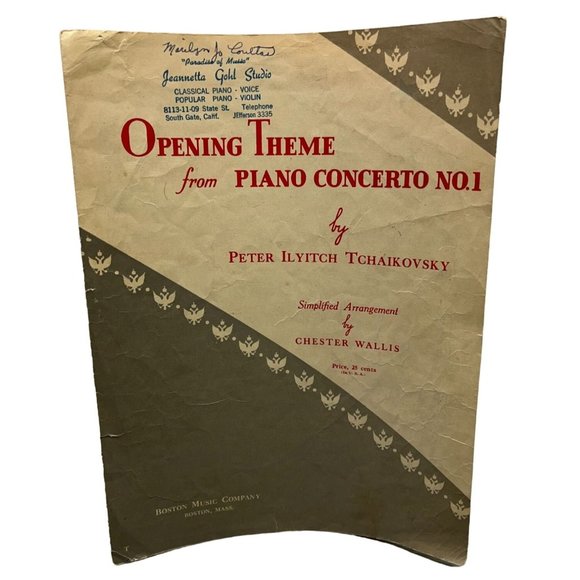 Marilyn Jo Coultas
"Paradise of Music"
Jeannetta Gohl Studio
CLASSICAL PIANO - VOICE
POPULAR PIANO - VIOLIN
8113-11-09 State St. Telephone
South Gate, Calif. JEfferson 3335
OPENING THEME
from PIANO CONCERTO NO.1
by
PETER ILYITCH TCHAIKOVSKY
Simplified Arrangement
by
CHESTER WALLIS
Price, 25 cents
(In U. S. A.)
BOSTON MUSIC COMPANY
BOSTON, MASS.
T